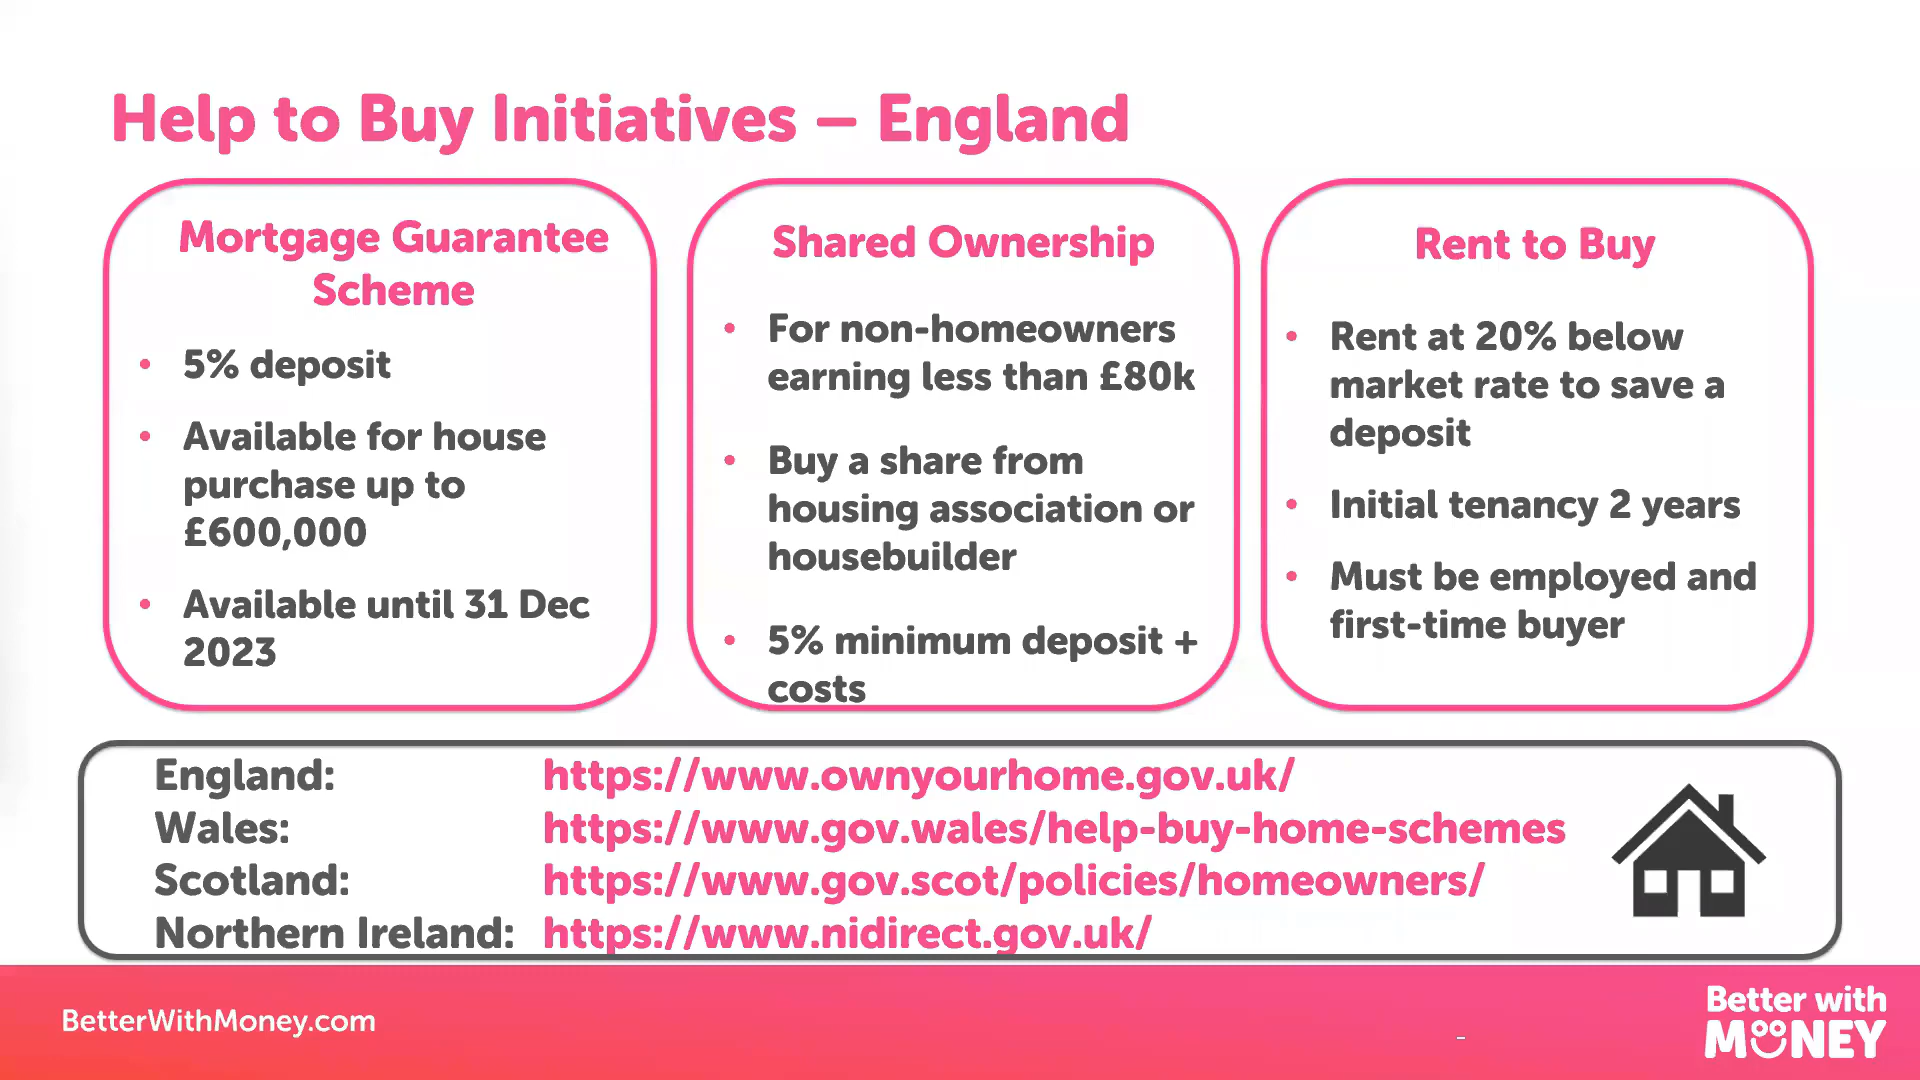 Help to Buy Initiatives – England
Mortgage Guarantee
Scheme
• 5% deposit
• Available for house
purchase up to
£600,000
• Available until 31 Dec
2023
Shared Ownership
• For non-homeowners
earning less than £80k
• Buy a share from
housing association or
housebuilder
• 5% minimum deposit +
costs
Rent to Buy
• Rent at 20% below
market rate to save a
deposit
• Initial tenancy 2 years
• Must be employed and
first-time buyer
England: https://www.ownyourhome.gov.uk/
Wales: https://www.gov.wales/help-buy-home-schemes
Scotland: https://www.gov.scot/policies/homeowners/
Northern Ireland: https://www.nidirect.gov.uk/
BetterWithMoney.com
-
Better with
MONEY